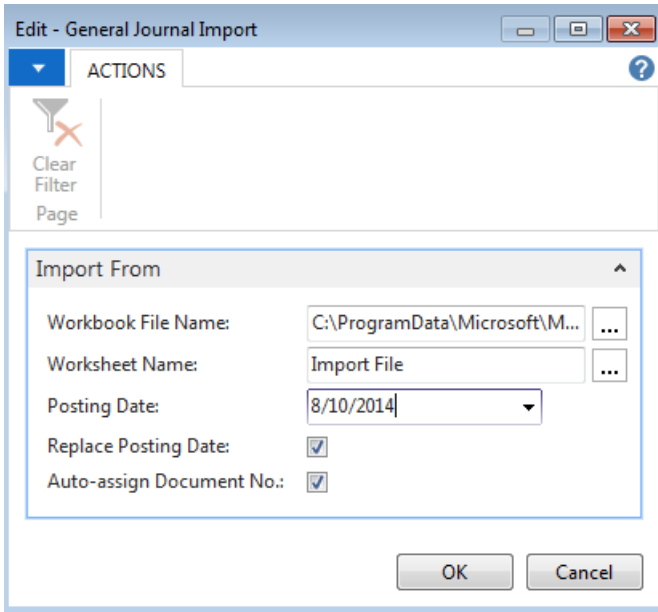 Edit - General Journal Import
ACTIONS
?
Clear
Filter
Page
Import From
Workbook File Name: C:\ProgramData\Microsoft\M... ...
Worksheet Name: Import File ...
Posting Date: 8/10/2014
Replace Posting Date:
Auto-assign Document No.:
OK Cancel